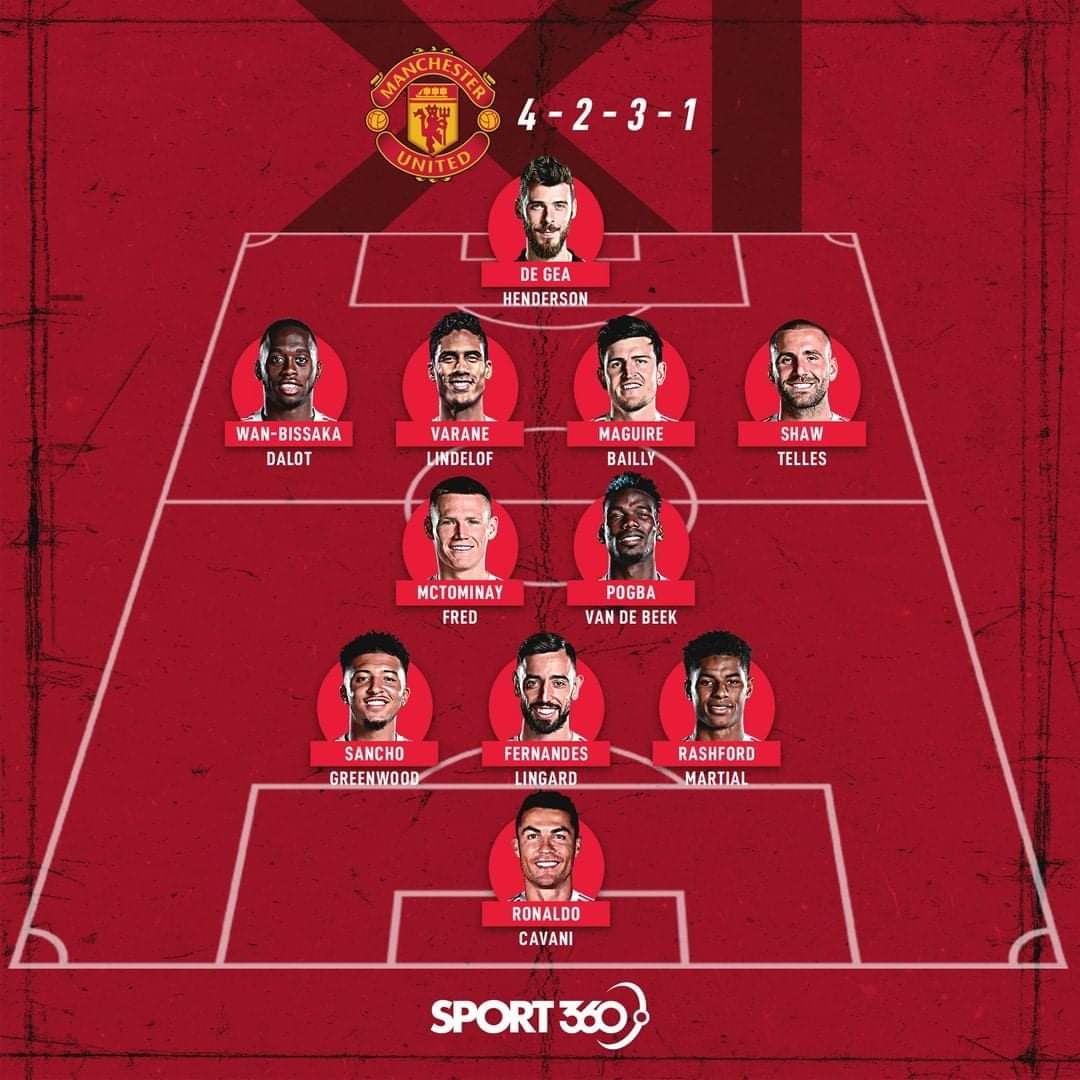 XI
MANCHESTER
UNITED
4 - 2 - 3 - 1
DE GEA
HENDERSON
WAN-BISSAKA
DALOT
VARANE
LINDELOF
MAGUIRE
BAILLY
SHAW
TELLES
MCTOMINAY
FRED
POGBA
VAN DE BEEK
SANCHO
GREENWOOD
FERNANDES
LINGARD
RASHFORD
MARTIAL
RONALDO
CAVANI
SPORT 360